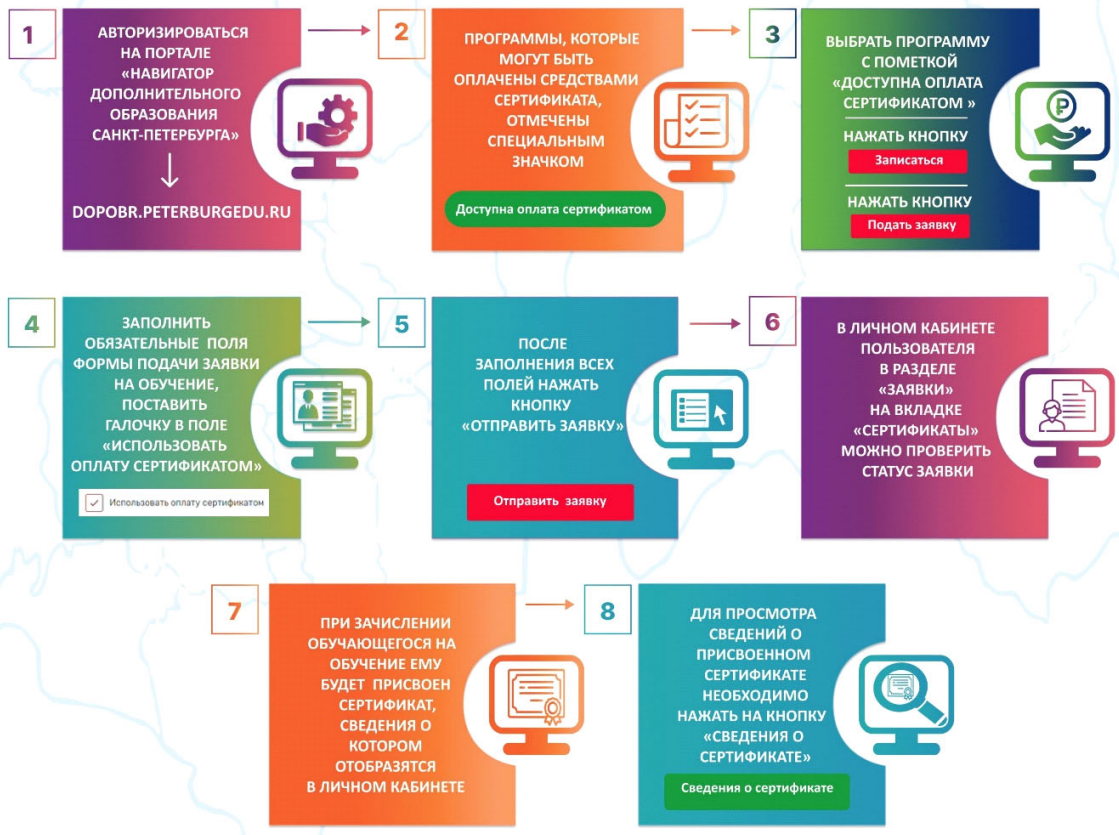 1
АВТОРИЗИРОВАТЬСЯ
НА ПОРТАЛЕ
«НАВИГАТОР
ДОПОЛНИТЕЛЬНОГО
ОБРАЗОВАНИЯ
САНКТ-ПЕТЕРБУРГА»
DOPOBR.PETERBURGEDU.RU
2
ПРОГРАММЫ, КОТОРЫЕ
МОГУТ БЫТЬ
ОПЛАЧЕНЫ СРЕДСТВАМИ
СЕРТИФИКАТА,
ОТМЕЧЕНЫ
СПЕЦИАЛЬНЫМ
ЗНАЧКОМ
Доступна оплата сертификатом
3
ВЫБРАТЬ ПРОГРАММУ
С ПОМЕТКОЙ
«ДОСТУПНА ОПЛАТА
СЕРТИФИКАТОМ »
НАЖАТЬ КНОПКУ
Записаться
НАЖАТЬ КНОПКУ
Подать заявку
4
ЗАПОЛНИТЬ
ОБЯЗАТЕЛЬНЫЕ ПОЛЯ
ФОРМЫ ПОДАЧИ ЗАЯВКИ
НА ОБУЧЕНИЕ,
ПОСТАВИТЬ
ГАЛОЧКУ В ПОЛЕ
«ИСПОЛЬЗОВАТЬ
ОПЛАТУ СЕРТИФИКАТОМ»
Использовать оплату сертификатом
5
ПОСЛЕ
ЗАПОЛНЕНИЯ ВСЕХ
ПОЛЕЙ НАЖАТЬ
КНОПКУ
«ОТПРАВИТЬ ЗАЯВКУ»
Отправить заявку
6
В ЛИЧНОМ КАБИНЕТЕ
ПОЛЬЗОВАТЕЛЯ
В РАЗДЕЛЕ
«ЗАЯВКИ»
НА ВКЛАДКЕ
«СЕРТИФИКАТЫ»
МОЖНО ПРОВЕРИТЬ
СТАТУС ЗАЯВКИ
7
ПРИ ЗАЧИСЛЕНИИ
ОБУЧАЮЩЕГОСЯ НА
ОБУЧЕНИЕ ЕМУ
БУДЕТ ПРИСВОЕН
СЕРТИФИКАТ,
СВЕДЕНИЯ О
КОТОРОМ
ОТОБРАЗЯТСЯ
В ЛИЧНОМ КАБИНЕТЕ
8
ДЛЯ ПРОСМОТРА
СВЕДЕНИЙ О
ПРИСВОЕННОМ
СЕРТИФИКАТЕ
НЕОБХОДИМО
НАЖАТЬ НА КНОПКУ
«СВЕДЕНИЯ О
СЕРТИФИКАТЕ»
Сведения о сертификате